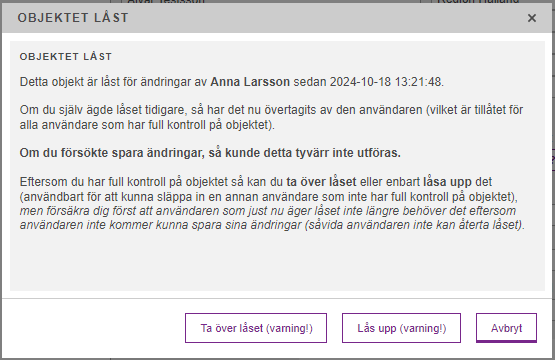 OBJEKTET LÅST
OBJEKTET LÅST
Detta objekt är låst för ändringar av Anna Larsson sedan 2024-10-18 13:21:48.
Om du själv ägde låset tidigare, så har det nu övertagits av den användaren (vilket är tillåtet för
alla användare som har full kontroll på objektet).
Om du försökte spara ändringar, så kunde detta tyvärr inte utföras.
Eftersom du har full kontroll på objektet så kan du ta över låset eller enbart låsa upp det
(användbart för att kunna släppa in en annan användare som inte har full kontroll på objektet),
men försäkra dig först att användaren som just nu äger låset inte längre behöver det eftersom
användaren inte kommer kunna spara sina ändringar (såvida användaren inte kan återta låset).
Ta över låset (varning!)
Lås upp (varning!)
Avbryt